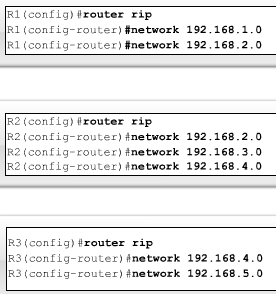 R1(config)#router rip
R1(config-router)#network 192.168.1.0
R1(config-router)#network 192.168.2.0
R2(config)#router rip
R2(config-router)#network 192.168.2.0
R2(config-router)#network 192.168.3.0
R2(config-router)#network 192.168.4.0
R3(config)#router rip
R3(config-router)#network 192.168.4.0
R3(config-router)#network 192.168.5.0